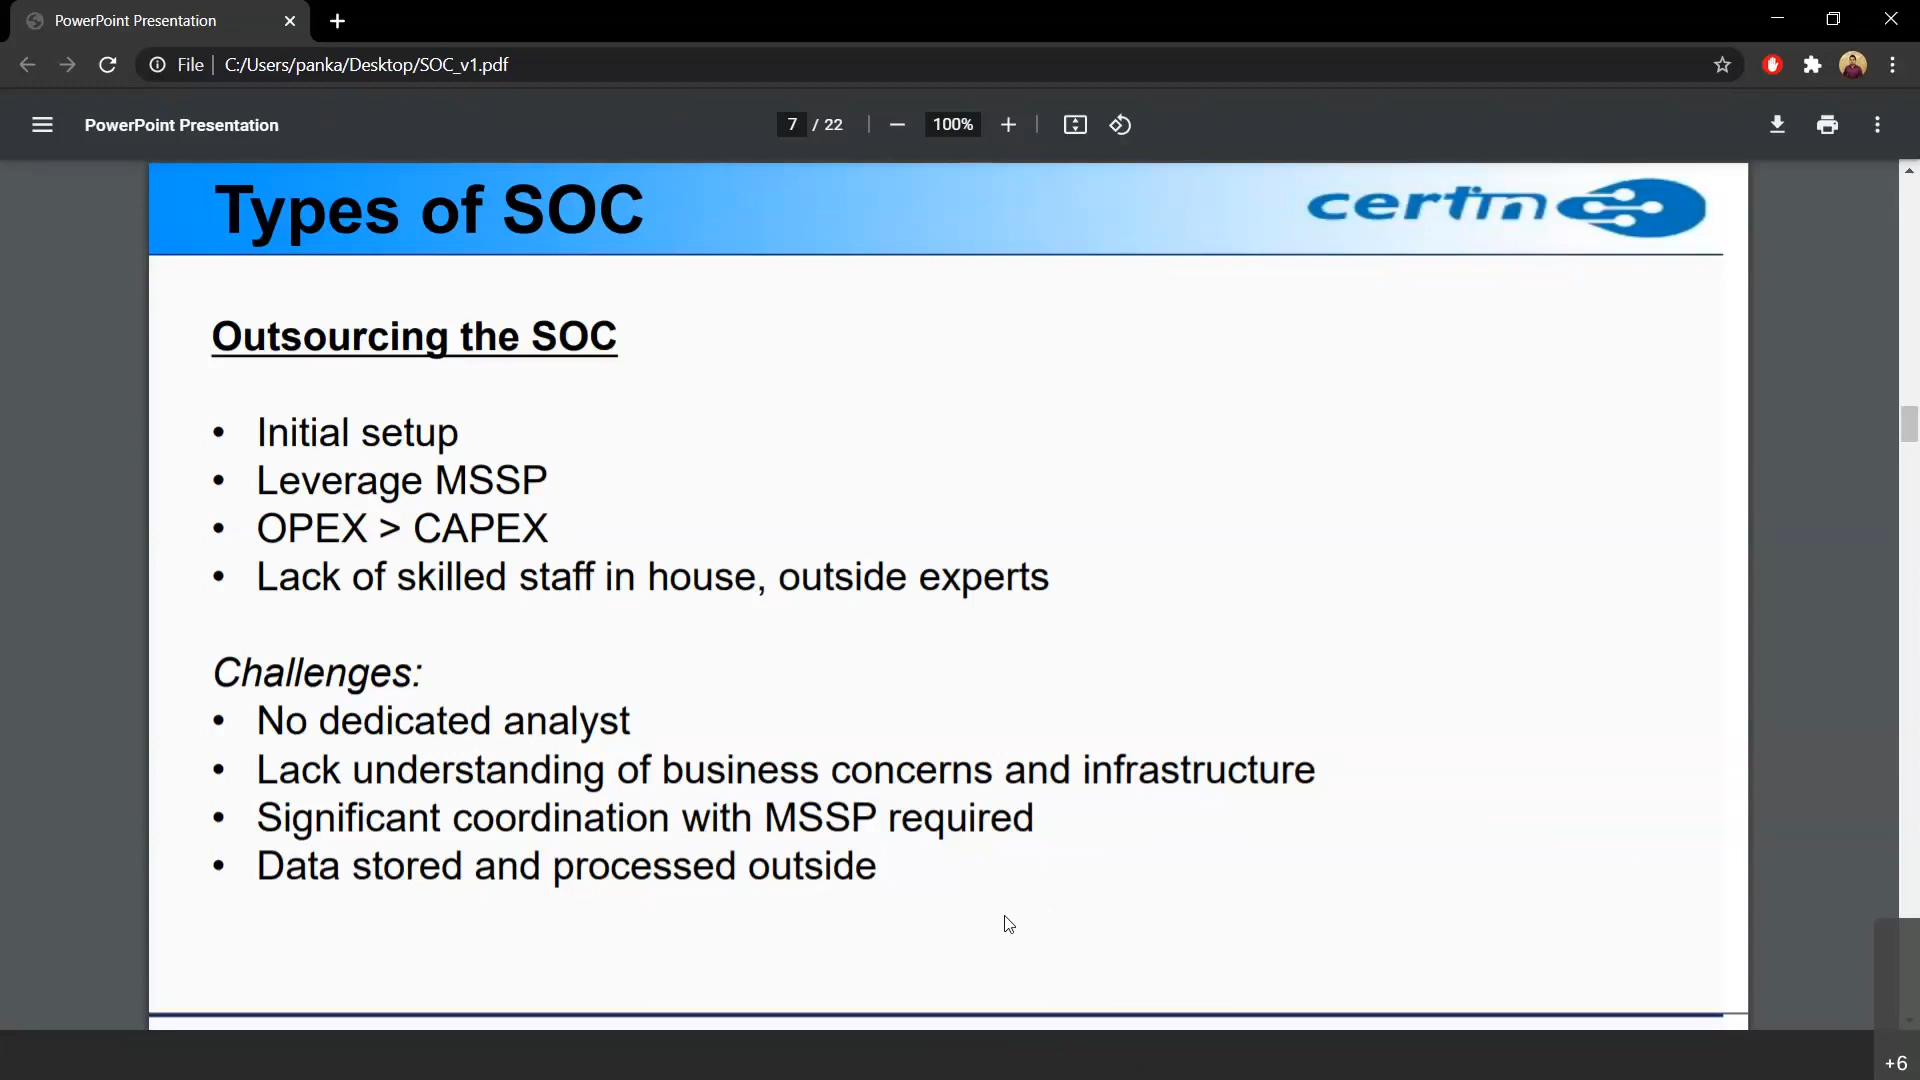 PowerPoint Presentation
File
C:/Users/panka/Desktop/SOC_v1.pdf
PowerPoint Presentation
7 / 22
100%
Types of SOC
certin
Outsourcing the SOC
• Initial setup
• Leverage MSSP
• OPEX > CAPEX
• Lack of skilled staff in house, outside experts
Challenges:
• No dedicated analyst
• Lack understanding of business concerns and infrastructure
• Significant coordination with MSSP required
• Data stored and processed outside
+6